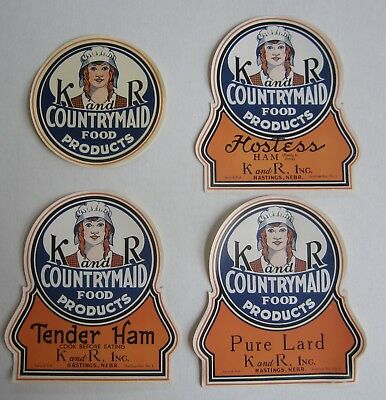 K and R
COUNTRYMAID
FOOD
PRODUCTS
K and R
COUNTRYMAID
FOOD
PRODUCTS
Hostess
HAM
K and R, INC.
HASTINGS, NEBR.
K and R
COUNTRYMAID
FOOD
PRODUCTS
Tender Ham
COOK BEFORE EATING
K and R, INC.
HASTINGS, NEBR.
K and R
COUNTRYMAID
FOOD
PRODUCTS
Pure Lard
K and R, INC.
HASTINGS, NEBR.